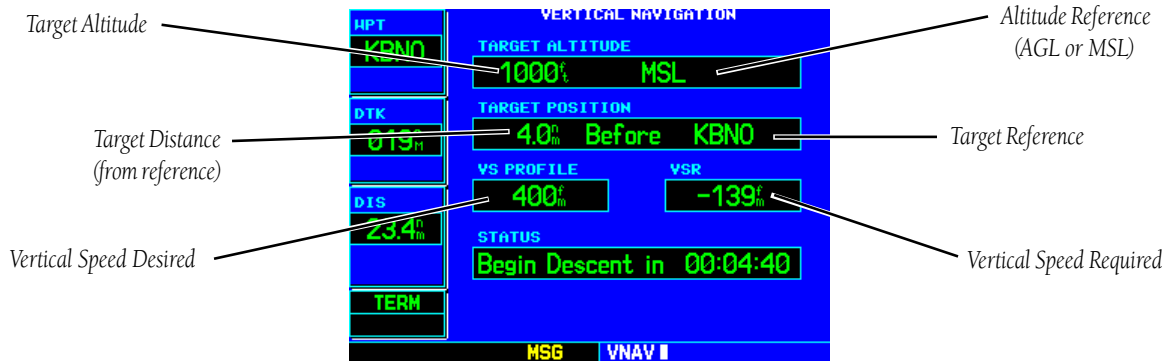 VERTICAL NAVIGATION
Target Altitude
Altitude Reference
(AGL or MSL)
WPT
KBNO
TARGET ALTITUDE
1000ft MSL
DTK
019°M
TARGET POSITION
4.0nm Before KBNO
Target Distance
(from reference)
Target Reference
VS PROFILE
400fm
VSR
-139fm
DIS
23.4nm
STATUS
Begin Descent in 00:04:40
Vertical Speed Desired
Vertical Speed Required
TERM
MSG VNAV